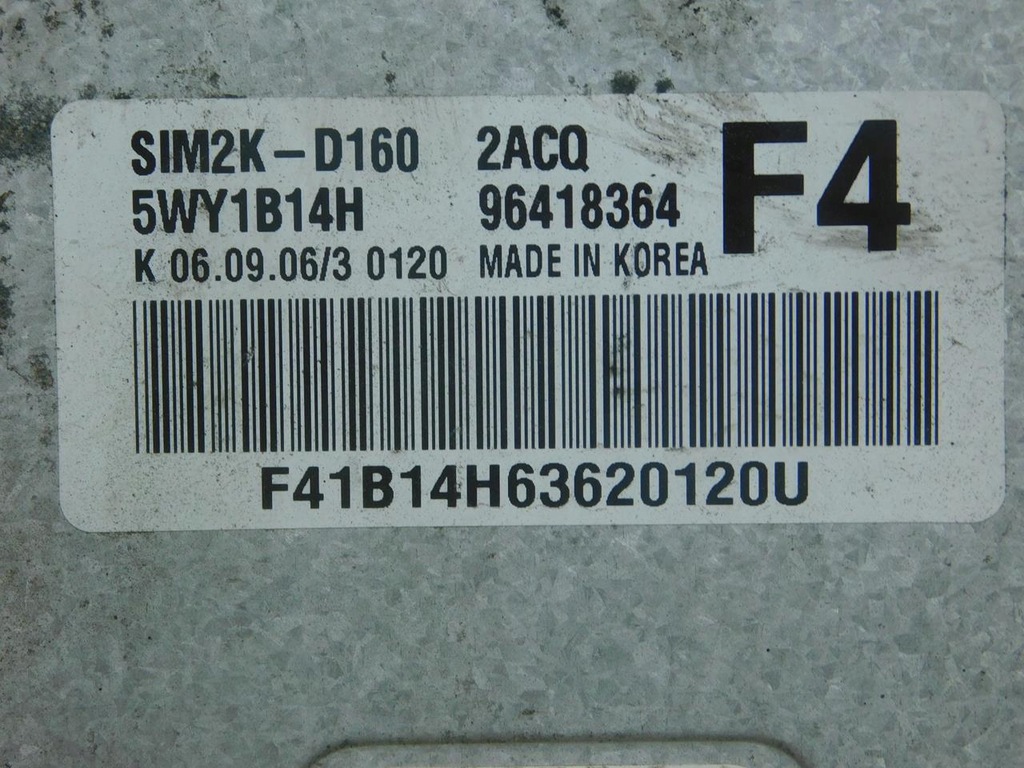 SIM2K-D160 2ACQ F4
5WY1B14H 96418364
K 06.09.06/3 0120 MADE IN KOREA
F41B14H63620120U